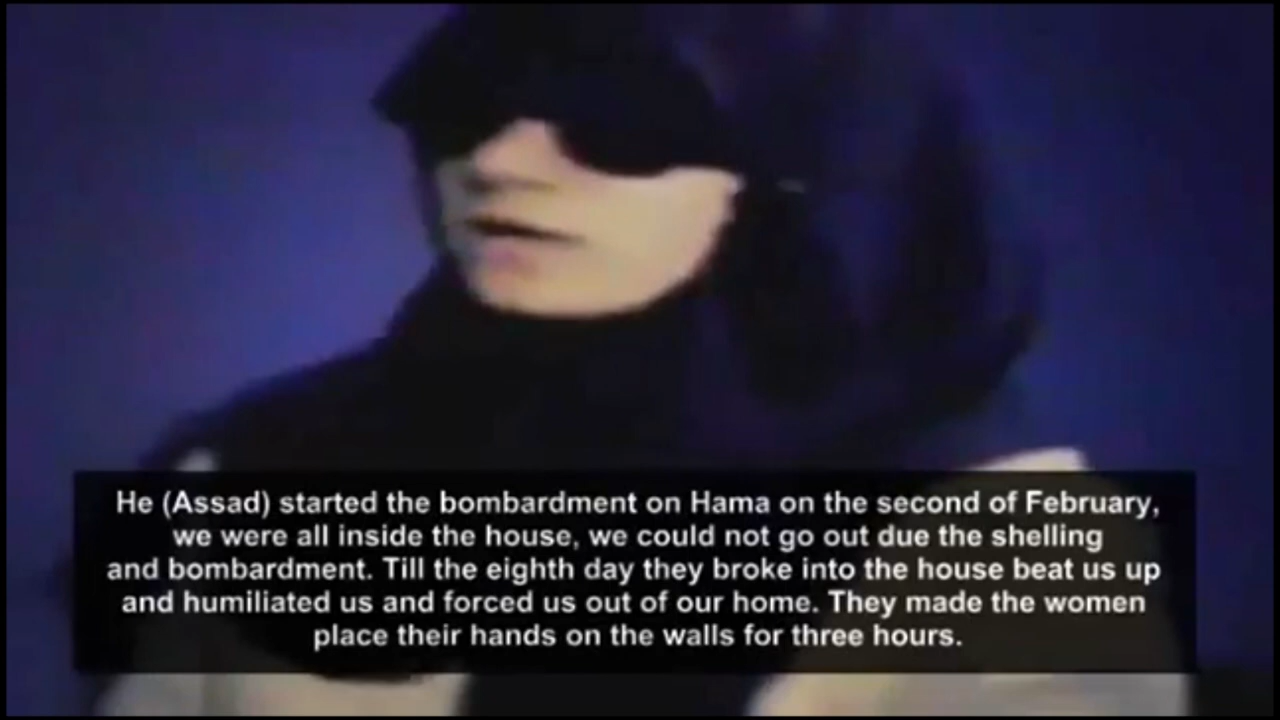 He (Assad) started the bombardment on Hama on the second of February,
we were all inside the house, we could not go out due the shelling
and bombardment. Till the eighth day they broke into the house beat us up
and humiliated us and forced us out of our home. They made the women
place their hands on the walls for three hours.